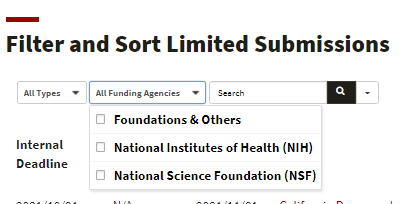 Filter and Sort Limited Submissions
All Types
All Funding Agencies
Search
Foundations & Others
Internal Deadline
National Institutes of Health (NIH)
National Science Foundation (NSF)